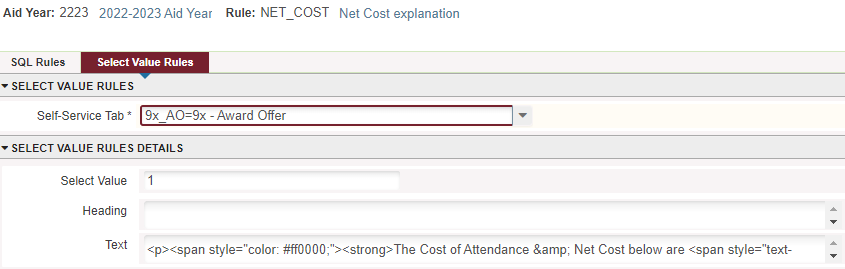 Aid Year: 2223 2022-2023 Aid Year Rule: NET_COST Net Cost explanation
SQL Rules Select Value Rules
SELECT VALUE RULES
Self-Service Tab * 9x_AO=9x - Award Offer
SELECT VALUE RULES DETAILS
Select Value 1
Heading
Text <p><span style="color: #ff0000;"><strong>The Cost of Attendance &amp; Net Cost below are <span style="text-